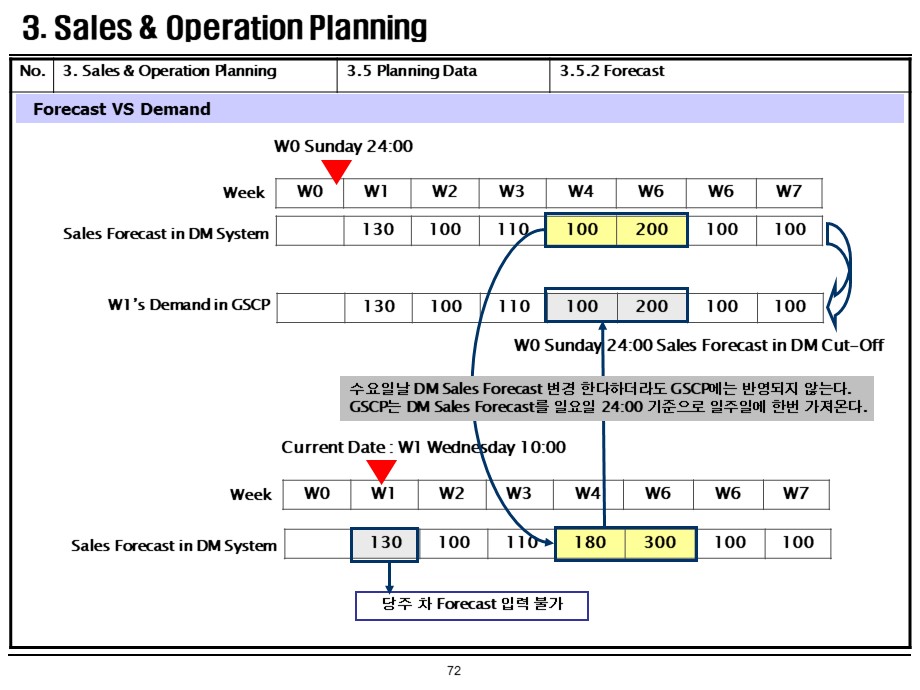 3. Sales & Operation Planning
No. 3. Sales & Operation Planning 3.5 Planning Data 3.5.2 Forecast
Forecast VS Demand
W0 Sunday 24:00
Week W0 W1 W2 W3 W4 W6 W6 W7
Sales Forecast in DM System 130 100 110 100 200 100 100
W1's Demand in GSCP 130 100 110 100 200 100 100
W0 Sunday 24:00 Sales Forecast in DM Cut-Off
수요일날 DM Sales Forecast 변경 한다하더라도 GSCP에는 반영되지 않는다.
GSCP는 DM Sales Forecast를 일요일 24:00 기준으로 일주일에 한번 가져온다.
Current Date : W1 Wednesday 10:00
Week W0 W1 W2 W3 W4 W6 W6 W7
Sales Forecast in DM System 130 100 110 180 300 100 100
당주 차 Forecast 입력 불가
72